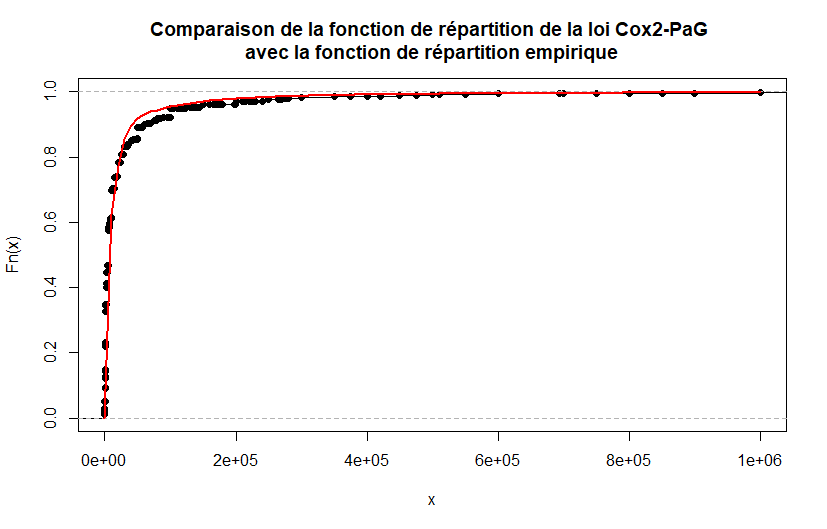 Comparaison de la fonction de répartition de la loi Cox2-PaG
avec la fonction de répartition empirique
Fn(x)
1.0
0.8
0.6
0.4
0.2
0.0
0e+00 2e+05 4e+05 6e+05 8e+05 1e+06
x